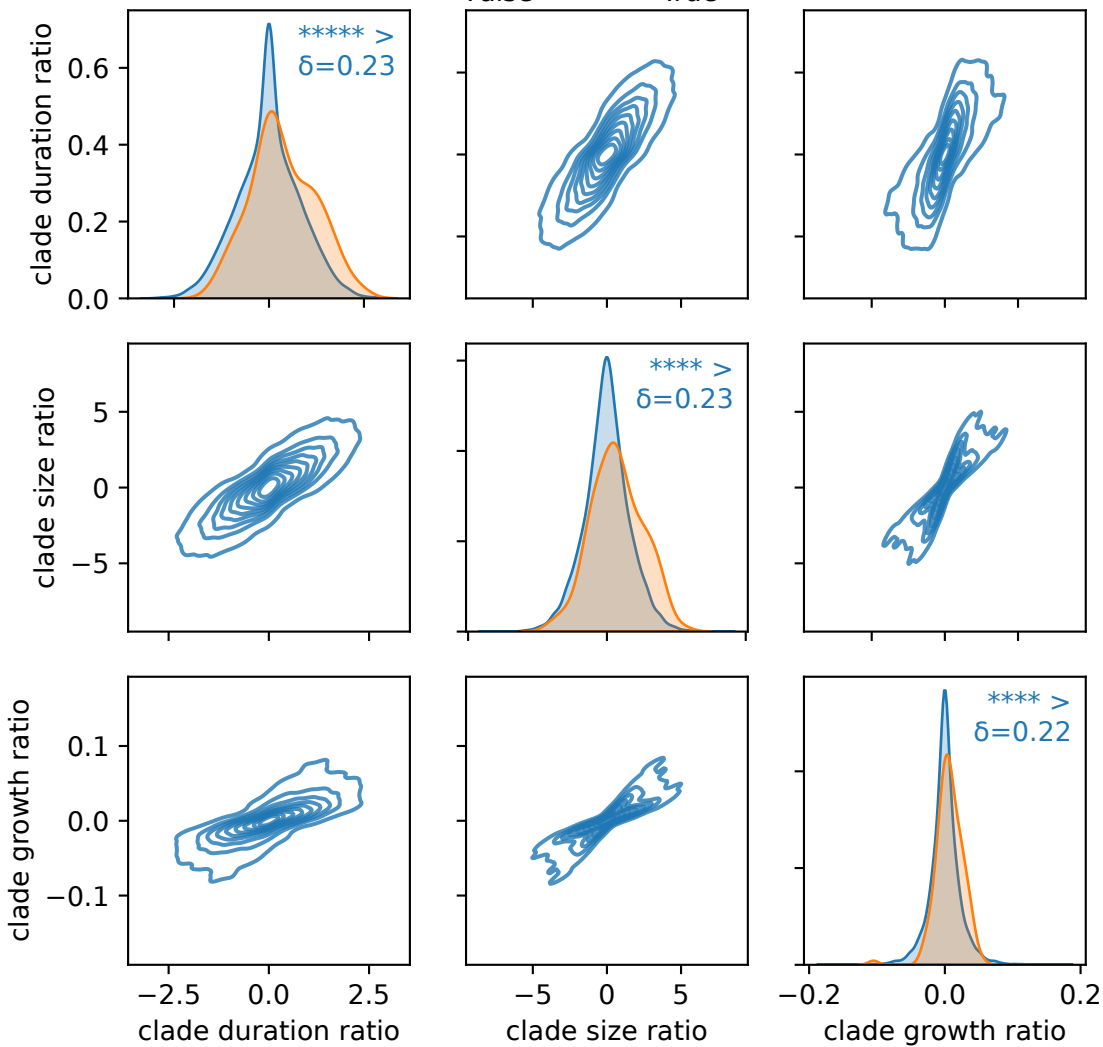 clade duration ratio
0.6
0.4
0.2
0.0
***** >
δ=0.23
clade size ratio
5
0
−5
**** >
δ=0.23
clade growth ratio
0.1
0.0
−0.1
**** >
δ=0.22
−2.5 0.0 2.5
−5 0 5
−0.2 0.0 0.2
clade duration ratio
clade size ratio
clade growth ratio